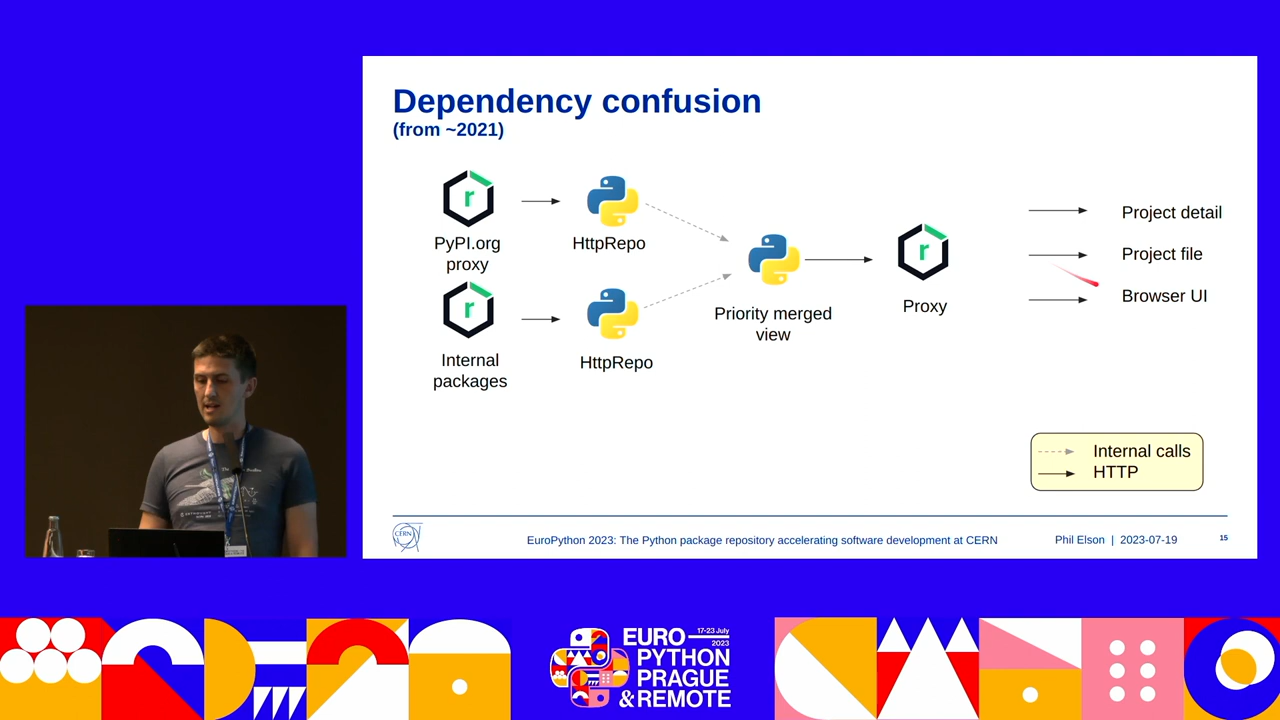 Dependency confusion
(from ~2021)
r
PyPI.org
proxy
HttpRepo
r
Internal
packages
HttpRepo
Priority merged
view
r
Proxy
Project detail
Project file
Browser UI
Internal calls
HTTP
CERN
EuroPython 2023: The Python package repository accelerating software development at CERN
Phil Elson | 2023-07-19
15
EURO
17-23 July
2023
PYTHON
PRAGUE
& REMOTE